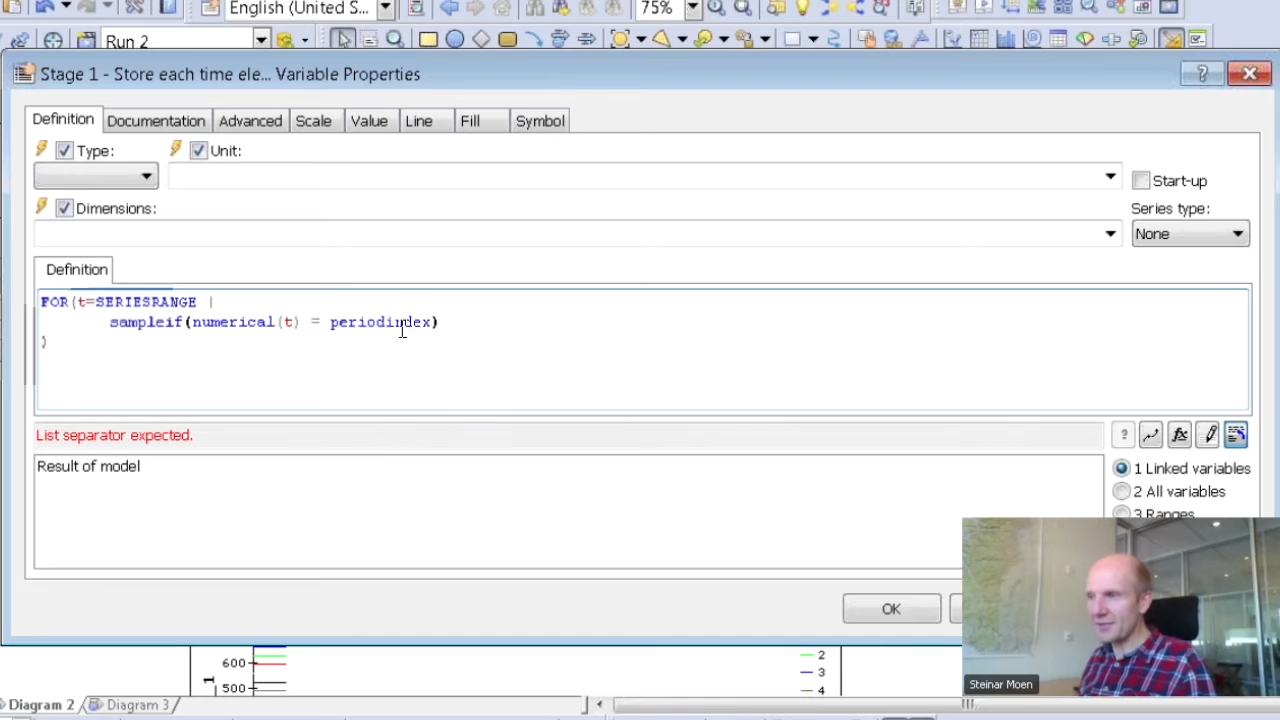 English (United S...
75%
Run 2
Stage 1 - Store each time ele... Variable Properties
?
Definition
Documentation
Advanced
Scale
Value
Line
Fill
Symbol
Type:
Unit:
Start-up
Dimensions:
Series type:
None
Definition
FOR(t=SERIESRANGE |
sampleif(numerical(t) = periodindex)
)
List separator expected.
?
fx
Result of model
1 Linked variables
2 All variables
3 Ranges
OK
600
500
1
2
3
4
Steinar Moen
Diagram 2
Diagram 3